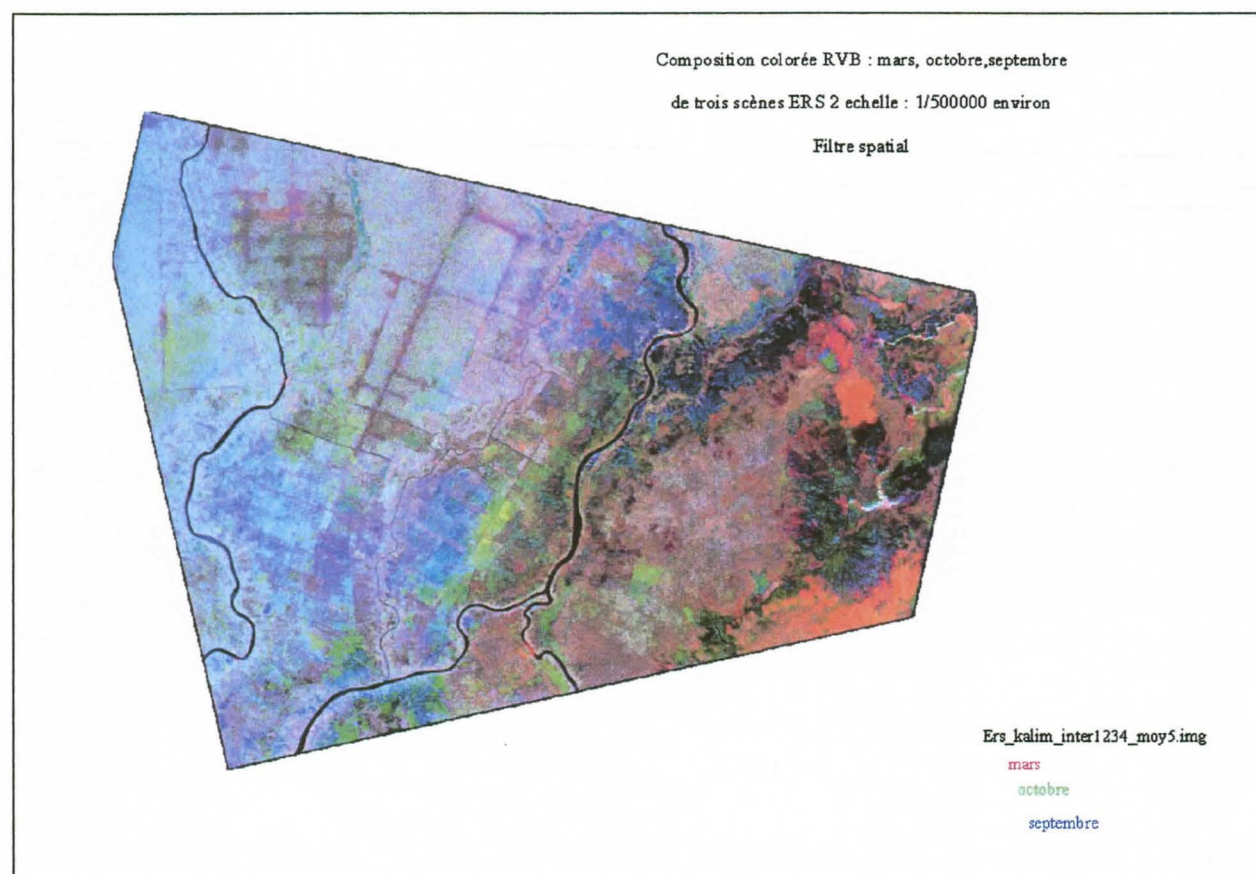 Composition colorée RVB : mars, octobre,septembre
de trois scènes ERS 2 echelle : 1/500000 environ
Filtre spatial
Ers_kalim_inter1234_moy5.img
mars
octobre
septembre